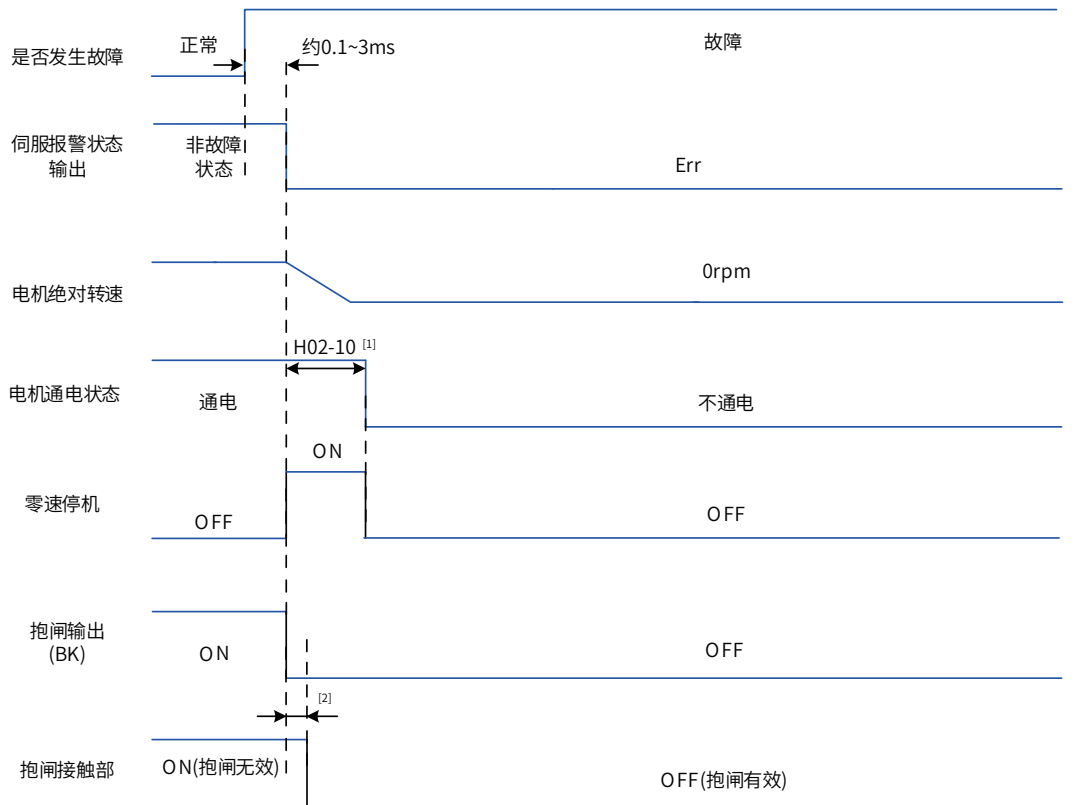 是否发生故障
正常
约0.1~3ms
故障
伺服报警状态
输出
非故障
状态
Err
电机绝对转速
0rpm
H02-10 [1]
电机通电状态
通电
不通电
ON
零速停机
OFF
OFF
抱闸输出
(BK)
ON
OFF
[2]
抱闸接触部
ON(抱闸无效)
OFF(抱闸有效)